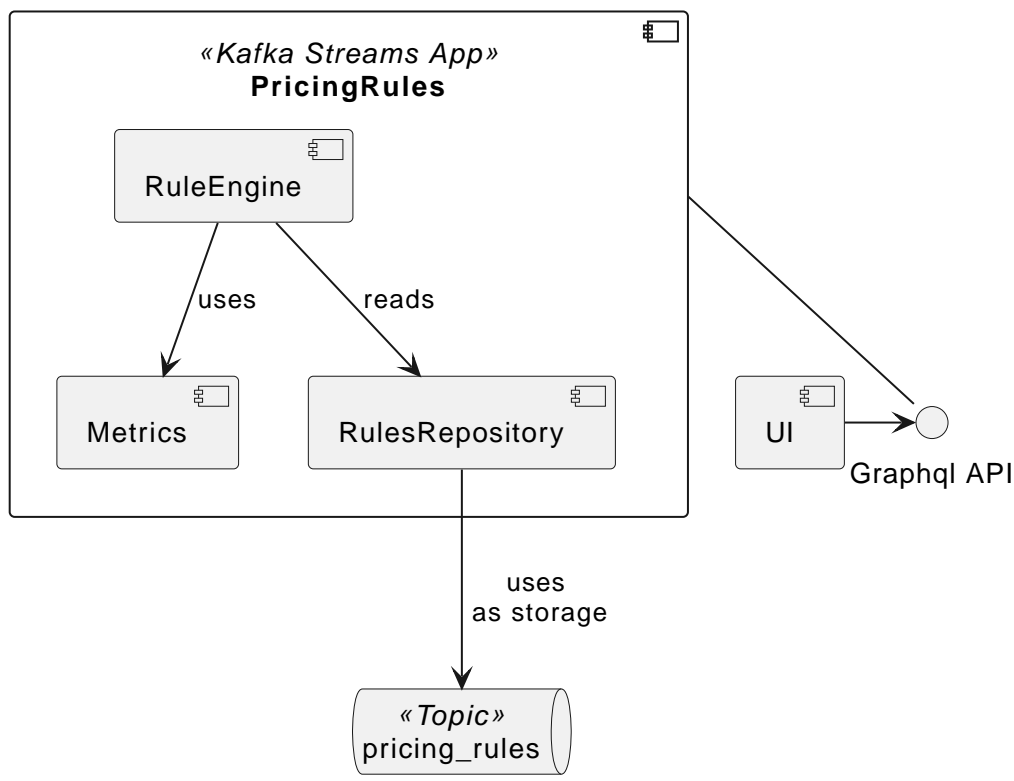 «Kafka Streams App»
PricingRules
RuleEngine
uses
reads
Metrics
RulesRepository
UI
Graphql API
uses
as storage
«Topic»
pricing_rules